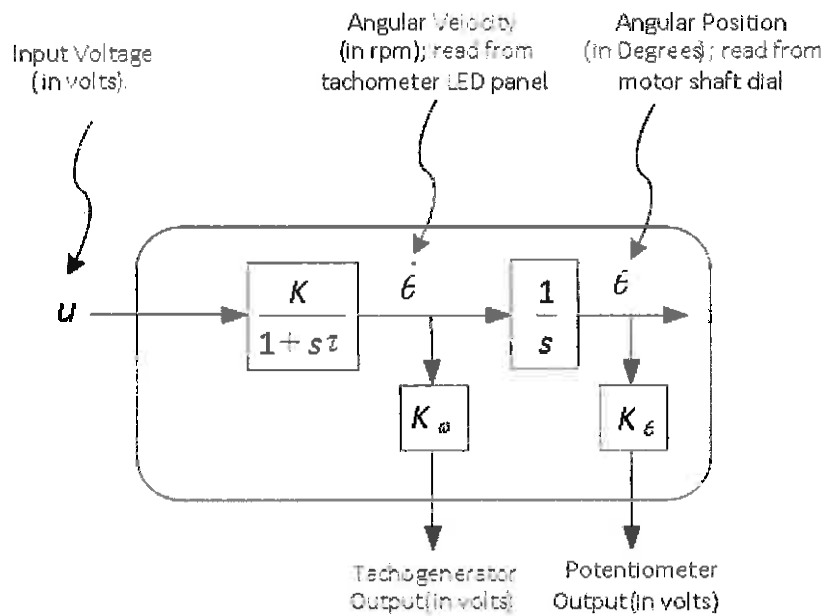 Input Voltage
(in volts).
Angular Velocity
(in rpm); read from
tachometer LED panel
Angular Position
(in Degrees); read from
motor shaft dial
u
K
1+sτ
θ̇
1
s
θ
K ω
K θ
Tachogenerator
Output(in volts)
Potentiometer
Output(in volts)